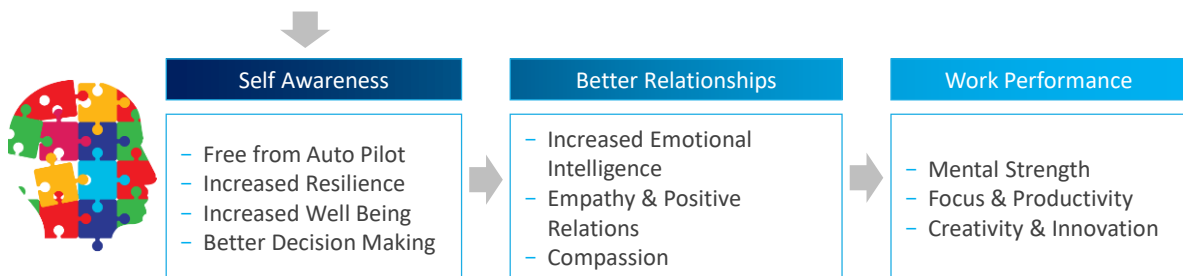 Self Awareness
– Free from Auto Pilot
– Increased Resilience
– Increased Well Being
– Better Decision Making
Better Relationships
– Increased Emotional
Intelligence
– Empathy & Positive
Relations
– Compassion
Work Performance
– Mental Strength
– Focus & Productivity
– Creativity & Innovation